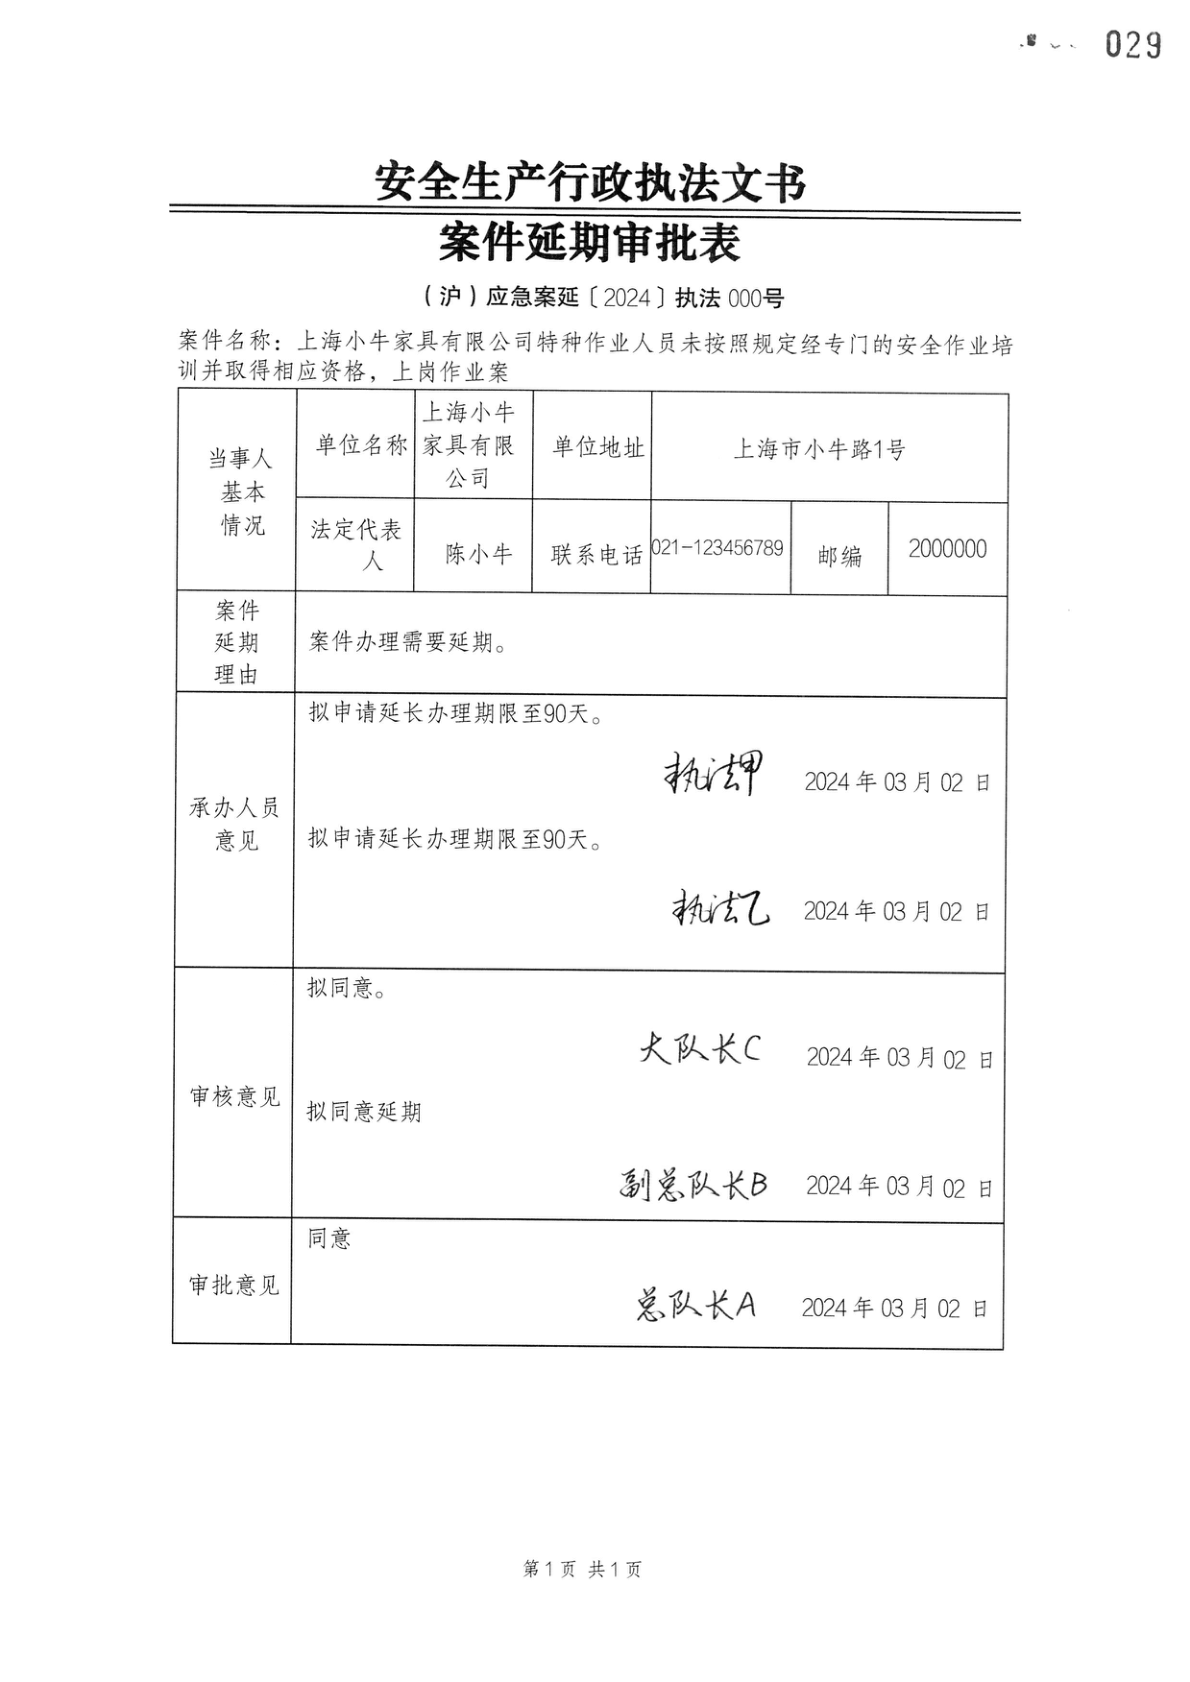 029
安全生产行政执法文书
案件延期审批表
（沪）应急案延〔2024〕执法 000号
案件名称：上海小牛家具有限公司特种作业人员未按照规定经专门的安全作业培
训并取得相应资格，上岗作业案
当事人
基本
情况
单位名称
上海小牛
家具有限
公司
单位地址
上海市小牛路1号
法定代表
人
陈小牛
联系电话
021-123456789
邮编
2000000
案件
延期
理由
案件办理需要延期。
承办人员
意见
拟申请延长办理期限至90天。
执法甲 2024 年 03 月 02 日
拟申请延长办理期限至90天。
执法乙 2024 年 03 月 02 日
审核意见
拟同意。
大队长C 2024 年 03 月 02 日
拟同意延期
副总队长B 2024 年 03 月 02 日
审批意见
同意
总队长A 2024 年 03 月 02 日
第 1 页 共 1 页